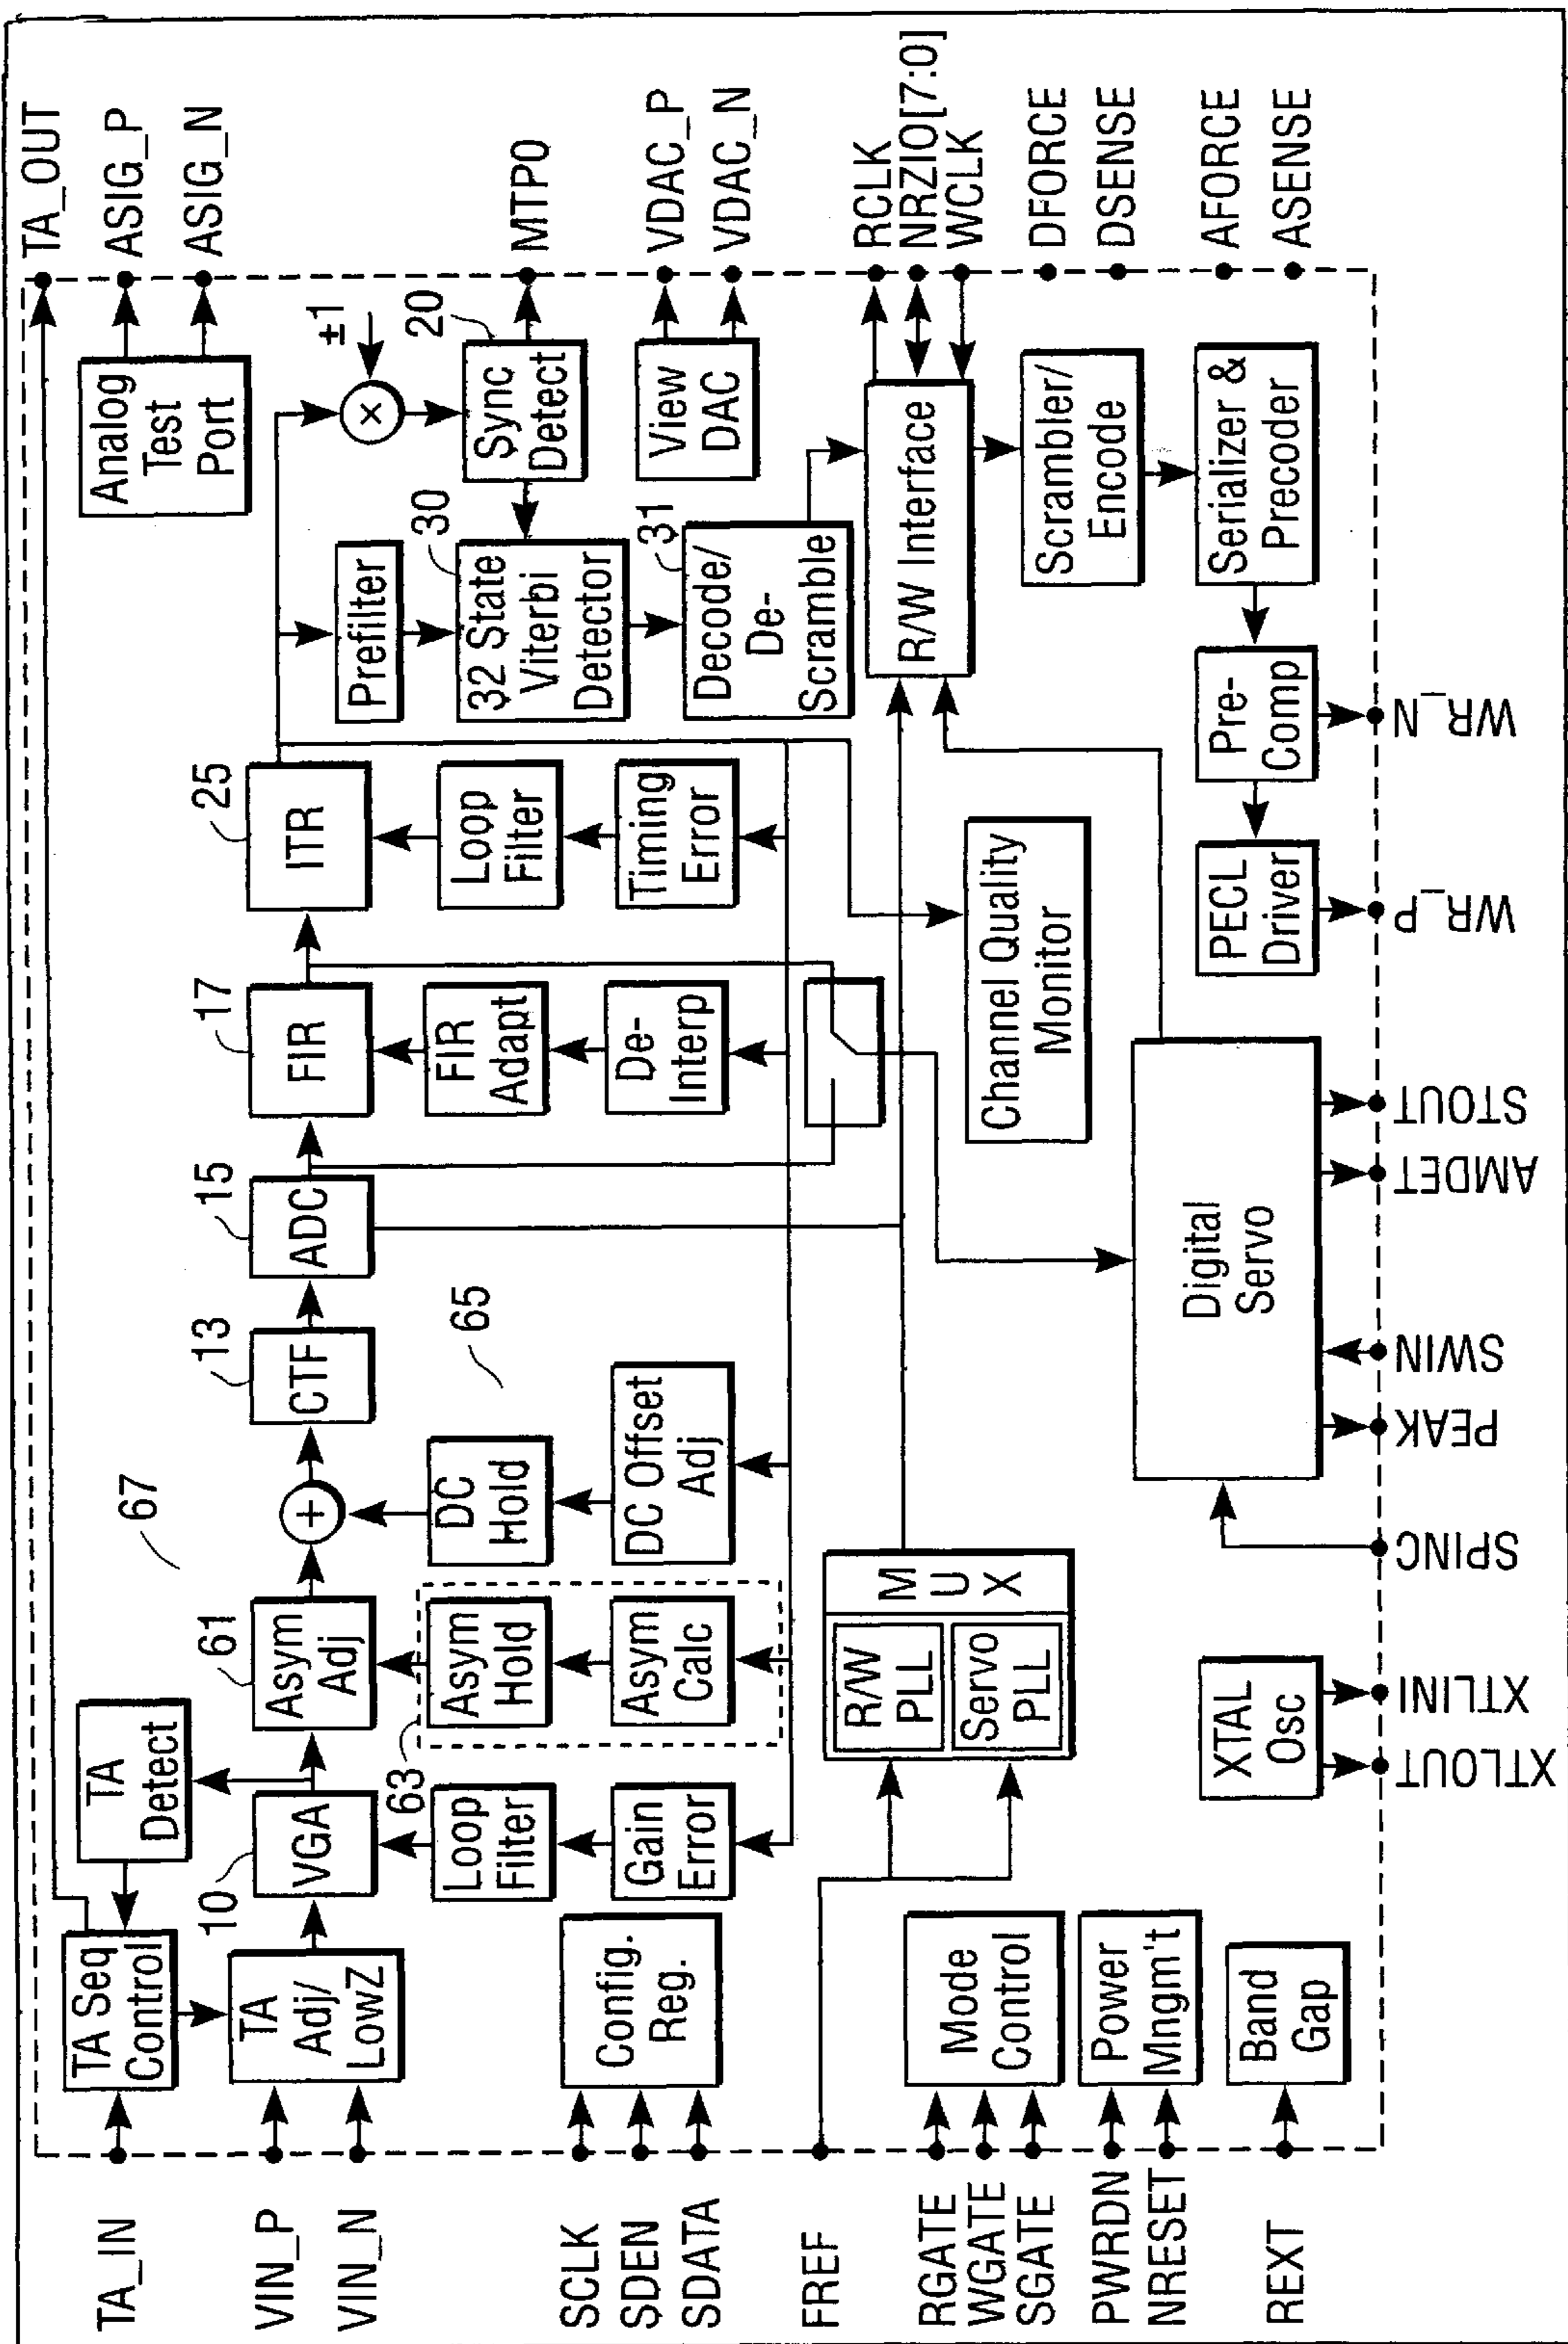 TA_IN
VIN_P
VIN_N
SCLK
SDEN
SDATA
FREF
RGATE
WGATE
SGATE
PWRDN
NRESET
REXT
TA Seq
Control
TA
Detect
TA
Adj/
LowZ
10
VGA
61
Asym
Adj
67
+
13
CTF
15
ADC
17
FIR
25
ITR
Analog
Test
Port
TA_OUT
ASIG_P
ASIG_N
63
Loop
Filter
Gain
Error
Asym
Hold
Asym
Calc
65
DC
Hold
DC Offset
Adj
FIR
Adapt
De-
Interp
Loop
Filter
Timing
Error
Prefilter
×
±1
30
32 State
Viterbi
Detector
20
Sync
Detect
MTPO
31
Decode/
De-
Scramble
View
DAC
VDAC_P
VDAC_N
Config.
Reg.
Mode
Control
Power
Mngm't
Band
Gap
R/W
PLL
Servo
PLL
M
U
X
XTAL
Osc
Channel Quality
Monitor
Digital
Servo
R/W Interface
RCLK
NRZIO[7:0]
WCLK
Scrambler/
Encode
DFORCE
DSENSE
Serializer &
Precoder
AFORCE
ASENSE
Pre-
Comp
PECL
Driver
XTLOUT
XTLINI
SPINC
PEAK
SWIN
AMDET
STOUT
WR_P
WR_N